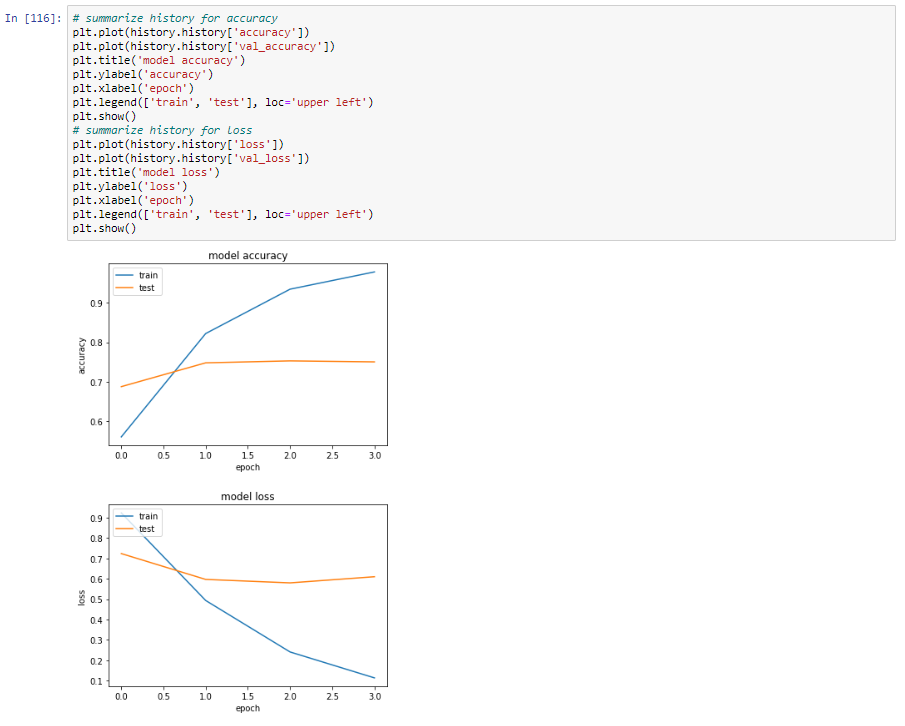 In [116]:
# summarize history for accuracy
plt.plot(history.history['accuracy'])
plt.plot(history.history['val_accuracy'])
plt.title('model accuracy')
plt.ylabel('accuracy')
plt.xlabel('epoch')
plt.legend(['train', 'test'], loc='upper left')
plt.show()
# summarize history for loss
plt.plot(history.history['loss'])
plt.plot(history.history['val_loss'])
plt.title('model loss')
plt.ylabel('loss')
plt.xlabel('epoch')
plt.legend(['train', 'test'], loc='upper left')
plt.show()
model accuracy
train
test
0.9
0.8
0.7
0.6
accuracy
0.0 0.5 1.0 1.5 2.0 2.5 3.0
epoch
model loss
train
test
0.9
0.8
0.7
0.6
0.5
0.4
0.3
0.2
0.1
loss
0.0 0.5 1.0 1.5 2.0 2.5 3.0
epoch